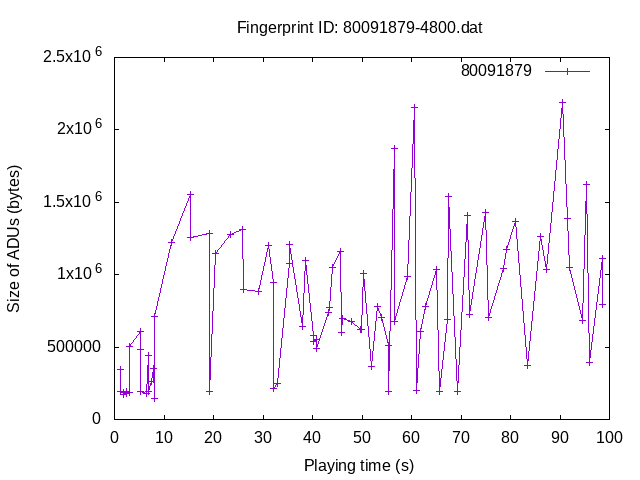 Fingerprint ID: 80091879-4800.dat
80091879
2.5x10 6
2x10 6
1.5x10 6
1x10 6
500000
0
Size of ADUs (bytes)
0 10 20 30 40 50 60 70 80 90 100
Playing time (s)